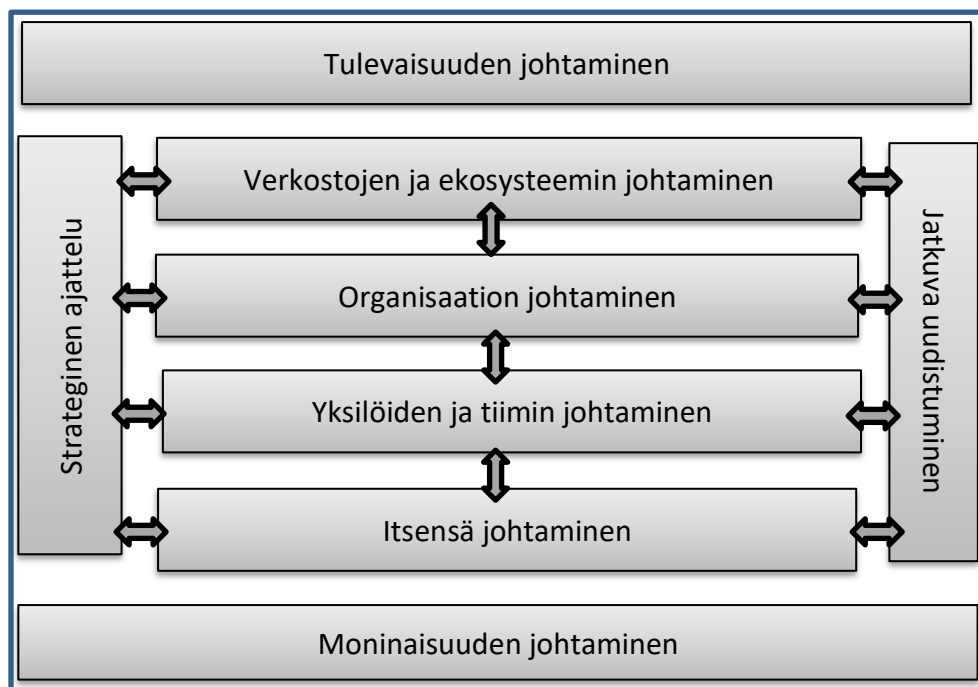 Tulevaisuuden johtaminen
Strateginen ajattelu
Verkostojen ja ekosysteemin johtaminen
Organisaation johtaminen
Yksilöiden ja tiimin johtaminen
Itsensä johtaminen
Jatkuva uudistuminen
Moninaisuuden johtaminen